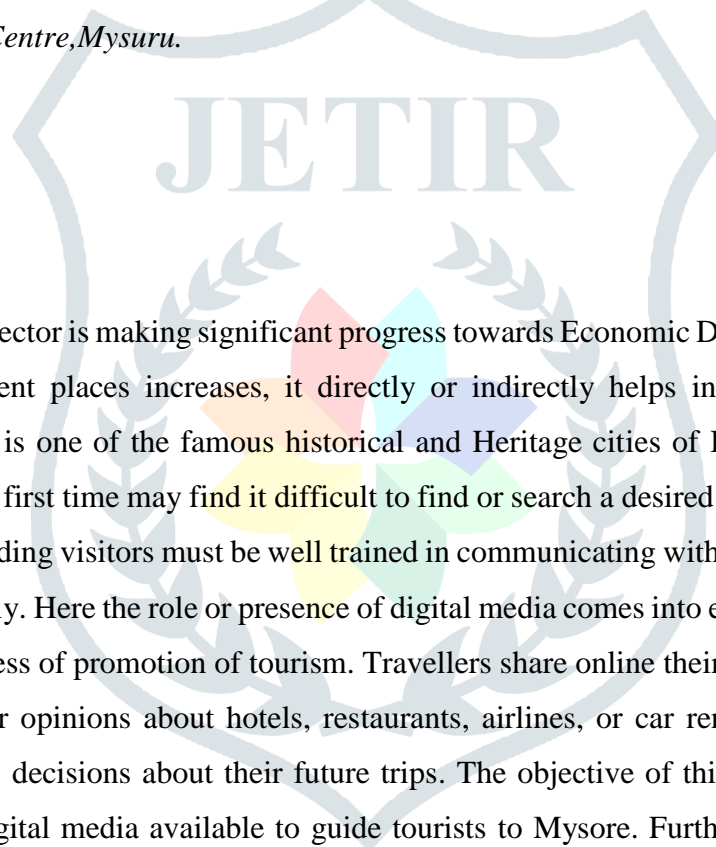 Centre,Mysuru.
JETIR
ector is making significant progress towards Economic D
ent places increases, it directly or indirectly helps in
is one of the famous historical and Heritage cities of
first time may find it difficult to find or search a desired
ding visitors must be well trained in communicating with
ly. Here the role or presence of digital media comes into e
ess of promotion of tourism. Travellers share online their
r opinions about hotels, restaurants, airlines, or car ren
decisions about their future trips. The objective of thi
gital media available to guide tourists to Mysore. Furth